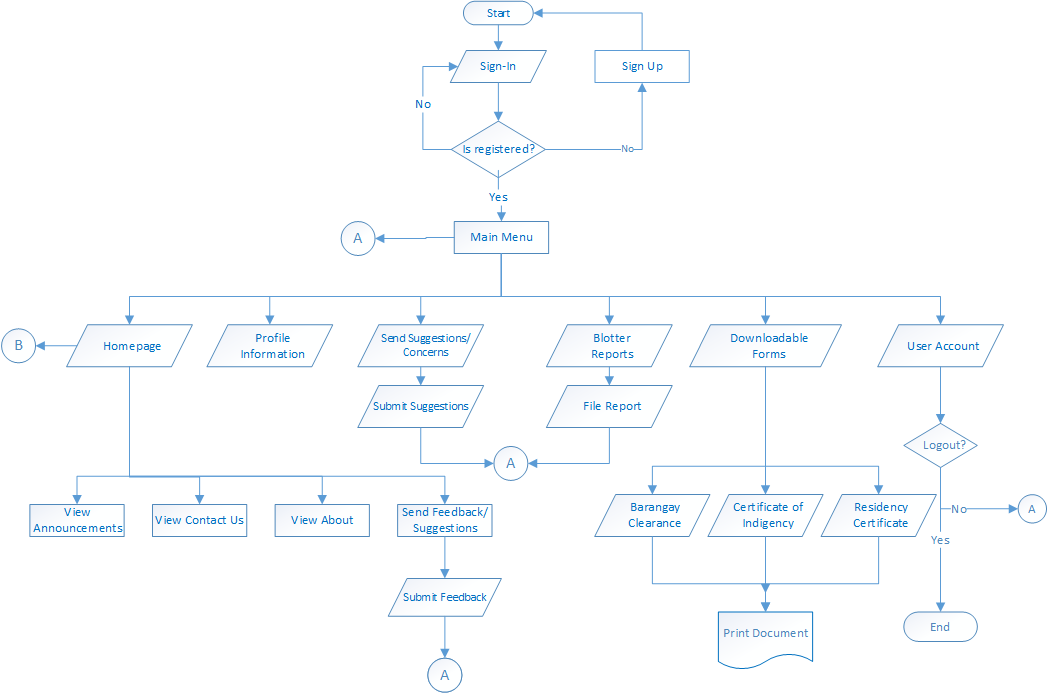 Start
Sign-In
Sign Up
No
Is registered?
No
Yes
A
Main Menu
B
Homepage
Profile
Information
Send Suggestions/
Concerns
Blotter
Reports
Downloadable
Forms
User Account
Submit Suggestions
File Report
A
Logout?
View
Announcements
View Contact Us
View About
Send Feedback/
Suggestions
Barangay
Clearance
Certificate of
Indigency
Residency
Certificate
No
A
Yes
Submit Feedback
Print Document
End
A